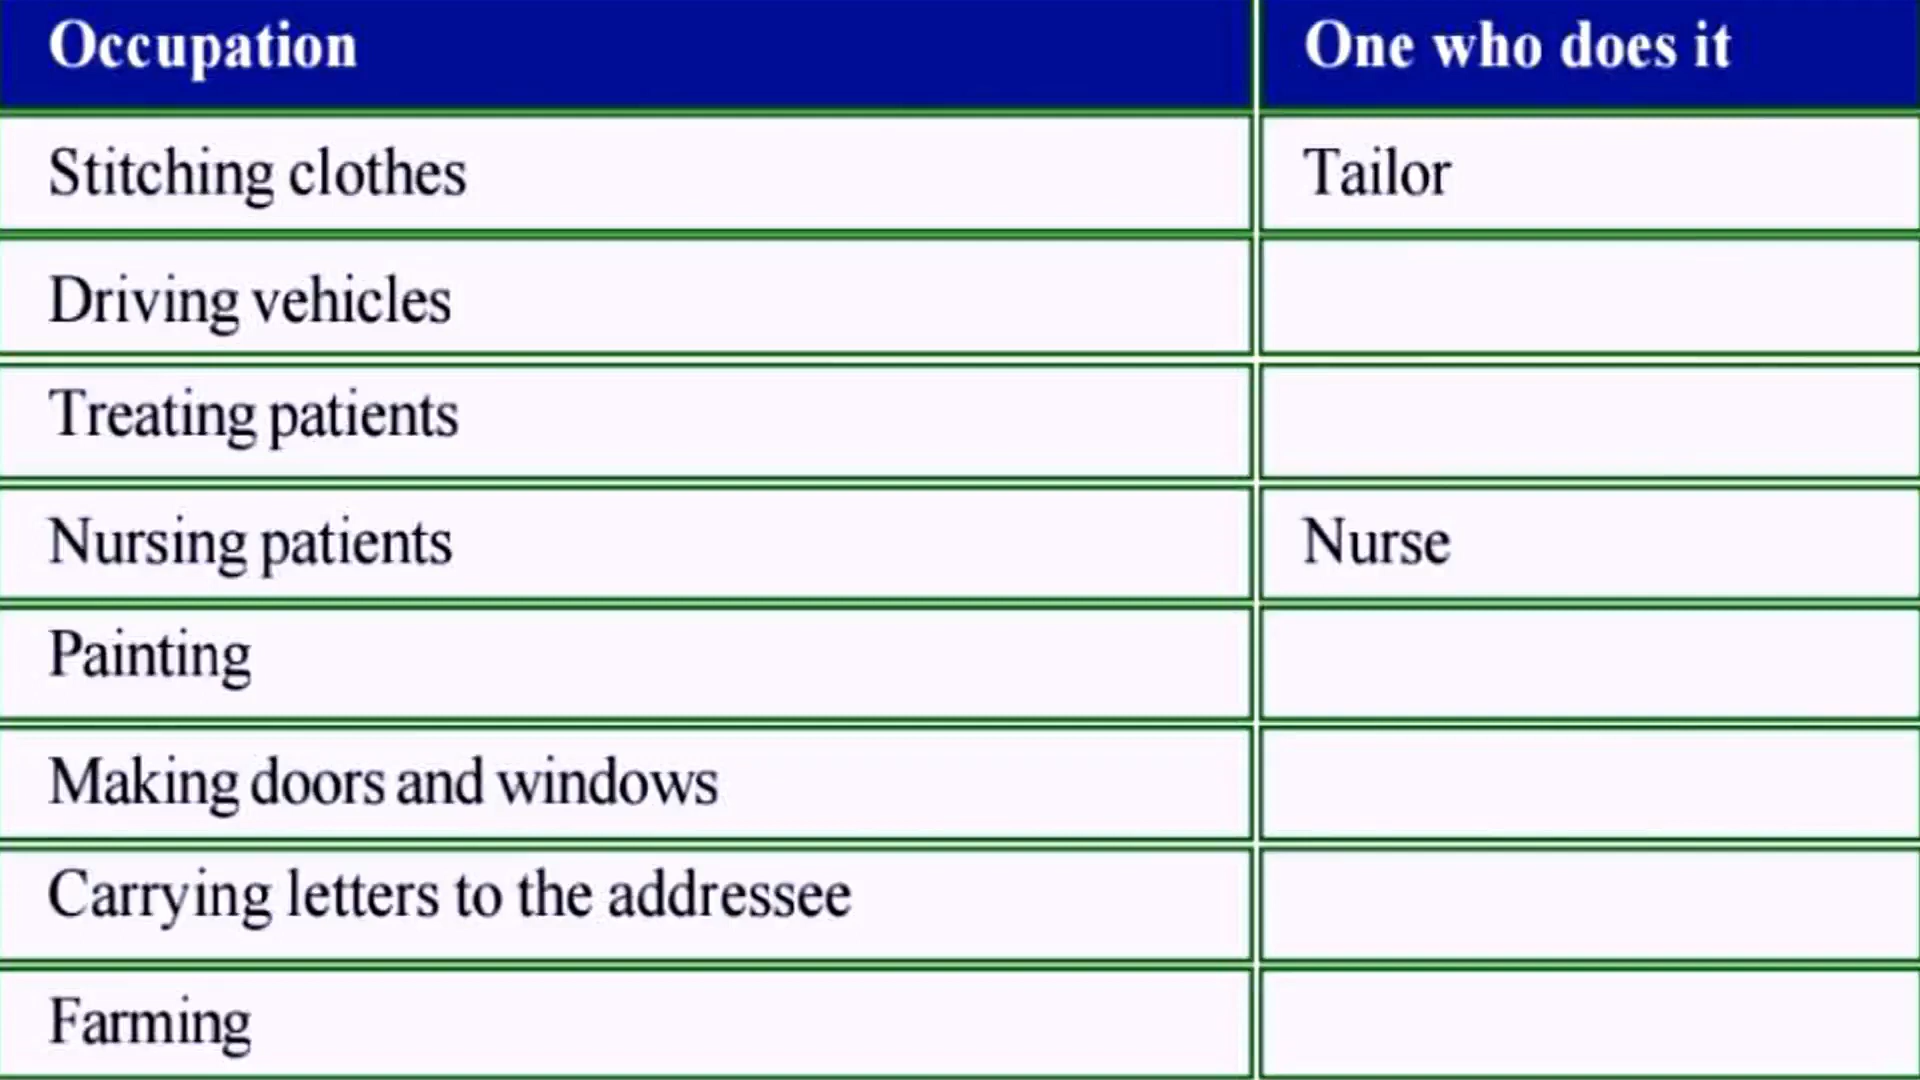 Occupation One who does it
Stitching clothes Tailor
Driving vehicles
Treating patients
Nursing patients Nurse
Painting
Making doors and windows
Carrying letters to the addressee
Farming